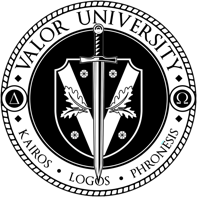 · VALOR UNIVERSITY ·
Δ
Ω
KAIROS · LOGOS · PHRONESIS